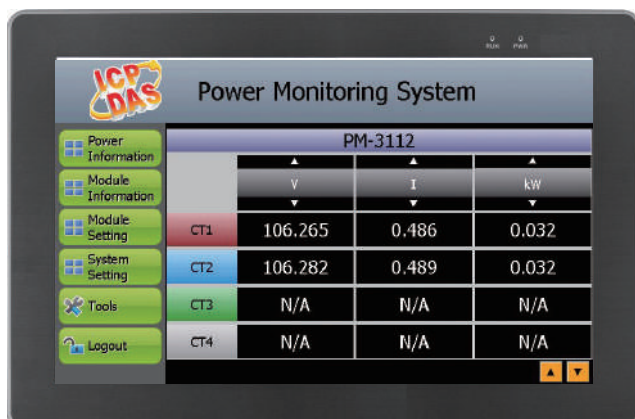 RUN PWR
ICP DAS
Power Monitoring System
Power Information
Module Information
Module Setting
System Setting
Tools
Logout
PM-3112
V I kW
CT1 106.265 0.486 0.032
CT2 106.282 0.489 0.032
CT3 N/A N/A N/A
CT4 N/A N/A N/A